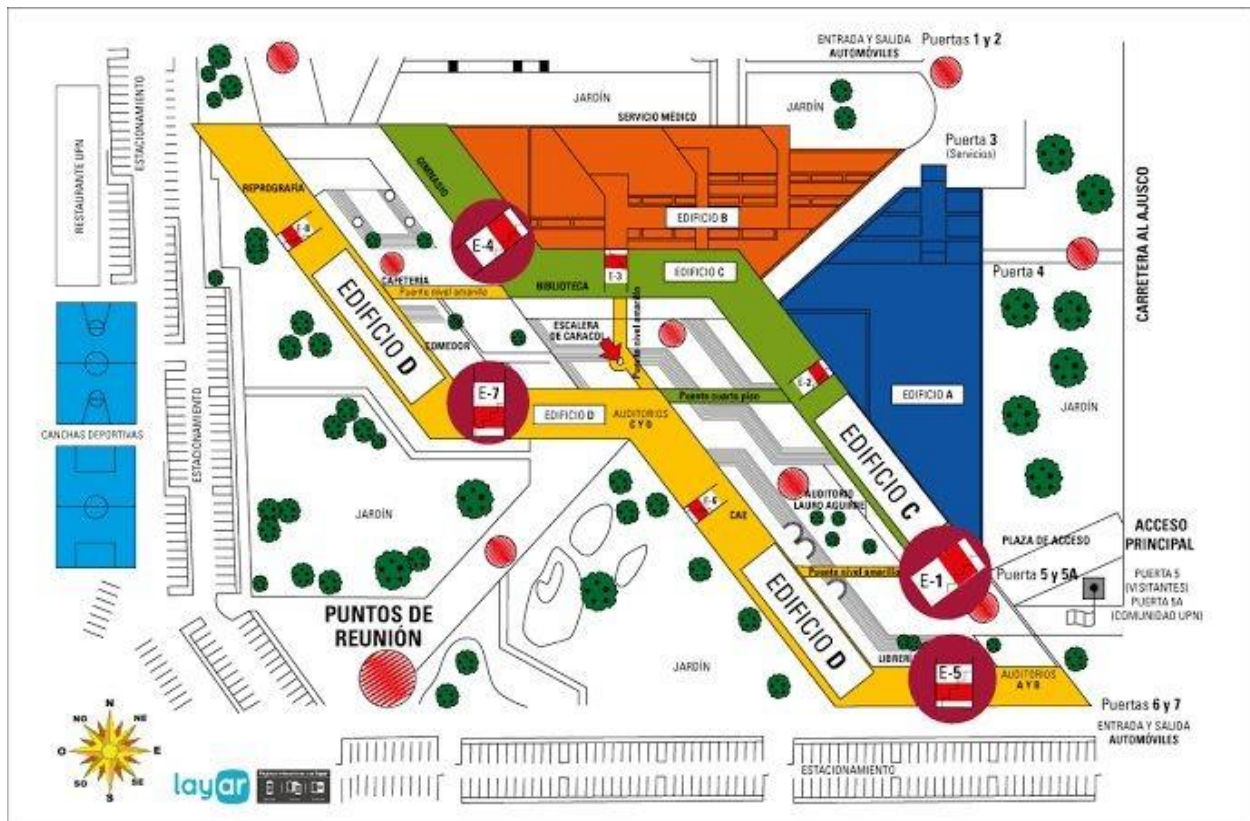 ENTRADA Y SALIDA
AUTOMÓVILES
Puertas 1 y 2
ESTACIONAMIENTO
RESTAURANTE UPN
JARDÍN
JARDÍN
SERVICIO MÉDICO
Puerta 3
(Servicios)
REPROGRAFÍA
GIMNASIO
EDIFICIO B
CARRETERA AL AJUSCO
E-8
E-4
E-3
EDIFICIO C
Puerta 4
CAFETERÍA
Puente nivel amarillo
BIBLIOTECA
EDIFICIO D
ESCALERA
DE CARACOL
Puente nivel amarillo
COMEDOR
E-2
E-7
Puente cuarto piso
EDIFICIO A
JARDÍN
EDIFICIO D
AUDITORIOS
C Y D
CANCHAS DEPORTIVAS
ESTACIONAMIENTO
EDIFICIO C
JARDÍN
E-6
CAE
AUDITORIO
LAURO AGUIRRE
PLAZA DE ACCESO
ACCESO
PRINCIPAL
Puente nivel amarillo
E-1
Puerta 5 y 5A
PUERTA 5
(VISITANTES)
PUERTA 5A
(COMUNIDAD UPN)
PUNTOS DE
REUNIÓN
EDIFICIO D
JARDÍN
E-5
AUDITORIOS
A Y B
Puertas 6 y 7
ENTRADA Y SALIDA
AUTOMÓVILES
N
NO
NE
O
E
SO
SE
S
layar
ESTACIONAMIENTO